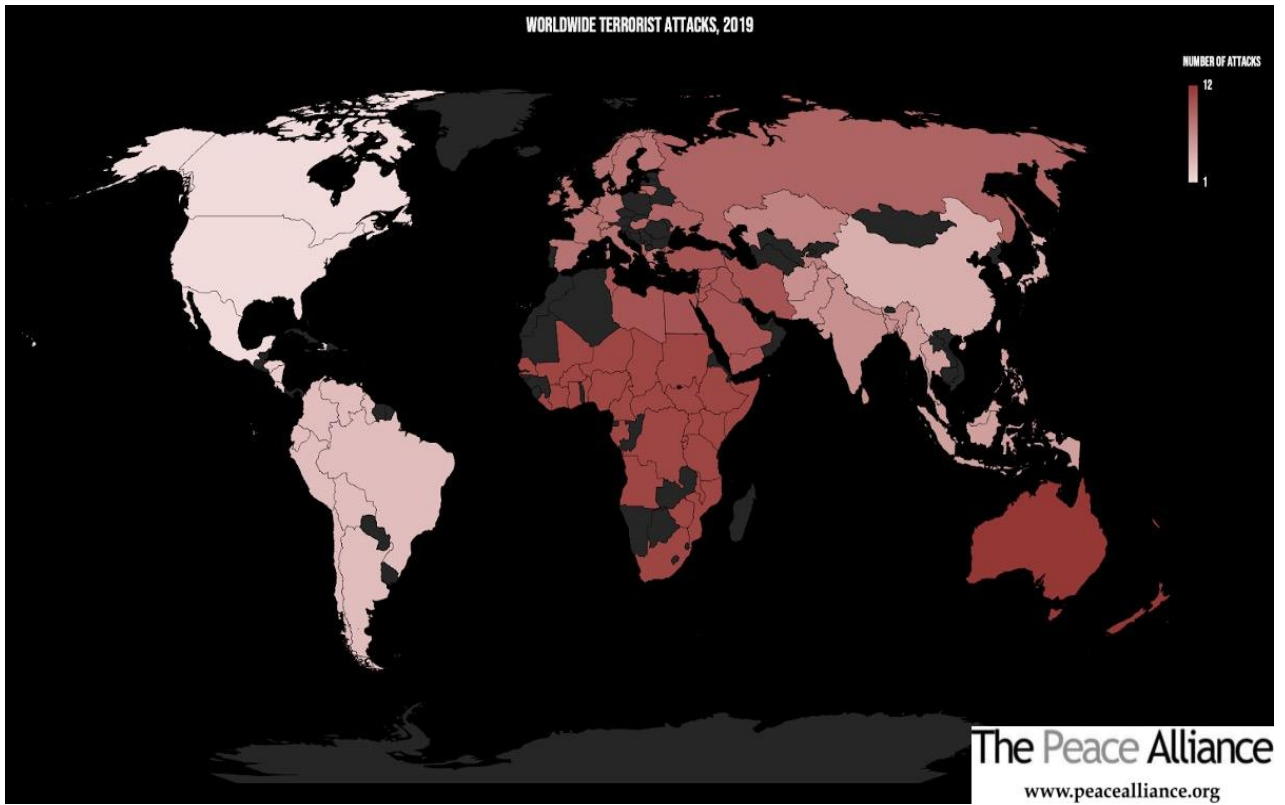 WORLDWIDE TERRORIST ATTACKS, 2019
NUMBER OF ATTACKS
12
1
The Peace Alliance
www.peacealliance.org